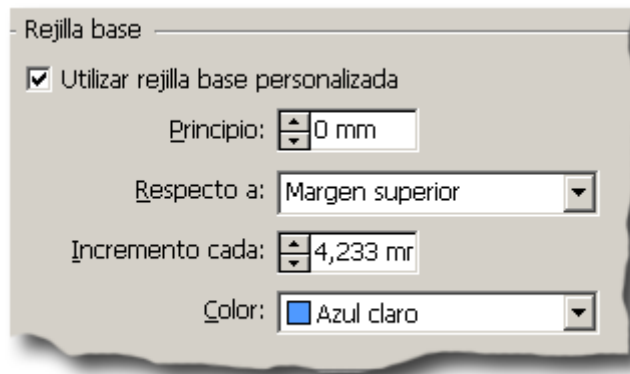 Rejilla base
Utilizar rejilla base personalizada
Principio: 0 mm
Respecto a: Margen superior
Incremento cada: 4,233 mr
Color: Azul claro